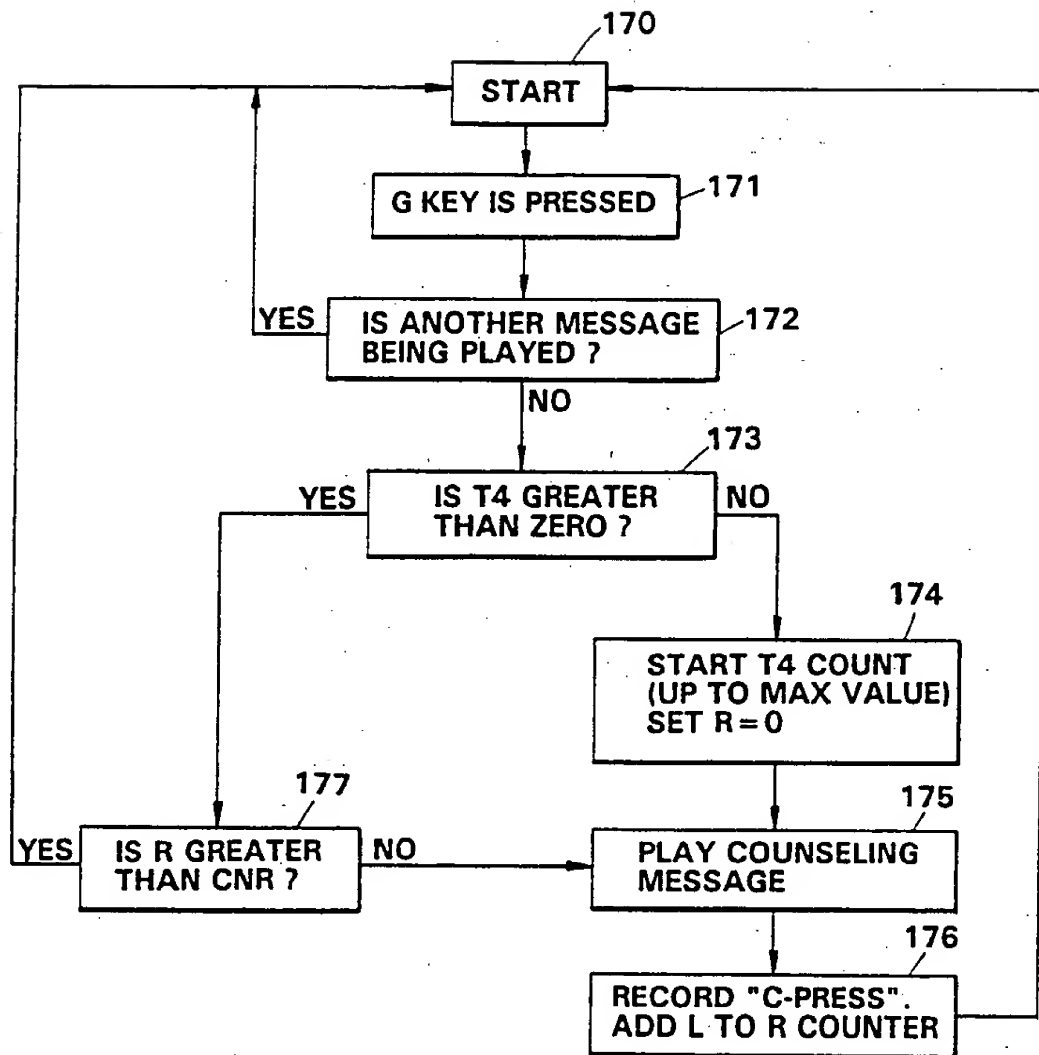 170
START
G KEY IS PRESSED
171
YES
IS ANOTHER MESSAGE
BEING PLAYED ?
172
NO
173
YES
IS T4 GREATER
THAN ZERO ?
NO
174
START T4 COUNT
(UP TO MAX VALUE)
SET R = 0
177
YES
IS R GREATER
THAN CNR ?
NO
175
PLAY COUNSELING
MESSAGE
176
RECORD "C-PRESS".
ADD L TO R COUNTER